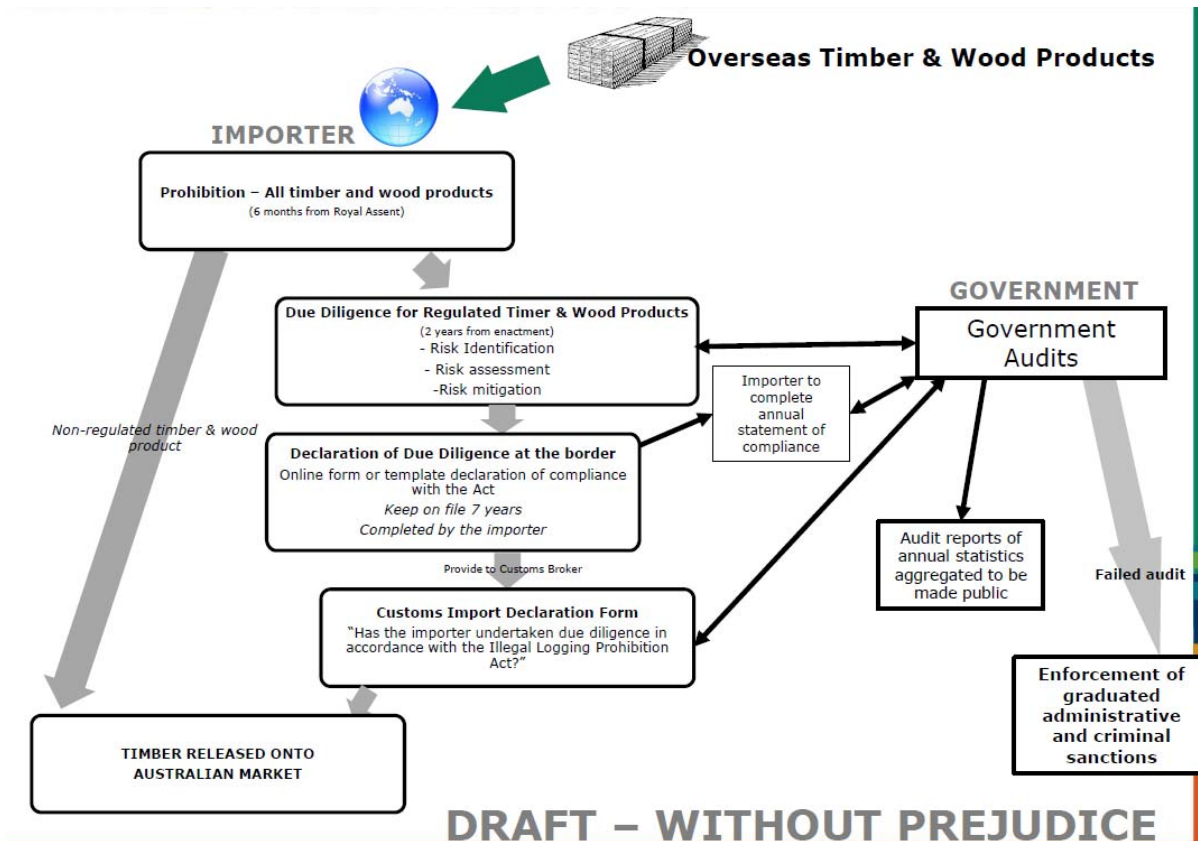 Overseas Timber & Wood Products
IMPORTER
Prohibition – All timber and wood products
(6 months from Royal Assent)
Due Diligence for Regulated Timer & Wood Products
(2 years from enactment)
- Risk Identification
- Risk assessment
-Risk mitigation
Non-regulated timber & wood
product
Declaration of Due Diligence at the border
Online form or template declaration of compliance
with the Act
Keep on file 7 years
Completed by the importer
Provide to Customs Broker
Customs Import Declaration Form
“Has the importer undertaken due diligence in
accordance with the Illegal Logging Prohibition
Act?”
TIMBER RELEASED ONTO
AUSTRALIAN MARKET
Importer to
complete
annual
statement of
compliance
GOVERNMENT
Government
Audits
Audit reports of
annual statistics
aggregated to be
made public
Failed audit
Enforcement of
graduated
administrative
and criminal
sanctions
DRAFT – WITHOUT PREJUDICE